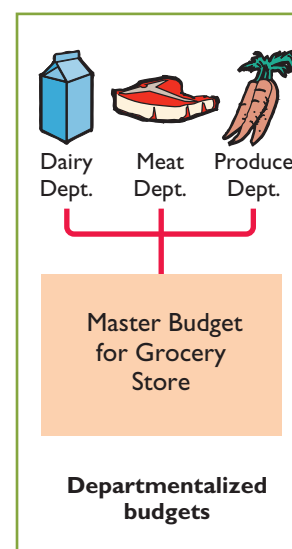 Dairy Dept.
Meat Dept.
Produce Dept.
Master Budget
for Grocery
Store
Departmentalized
budgets